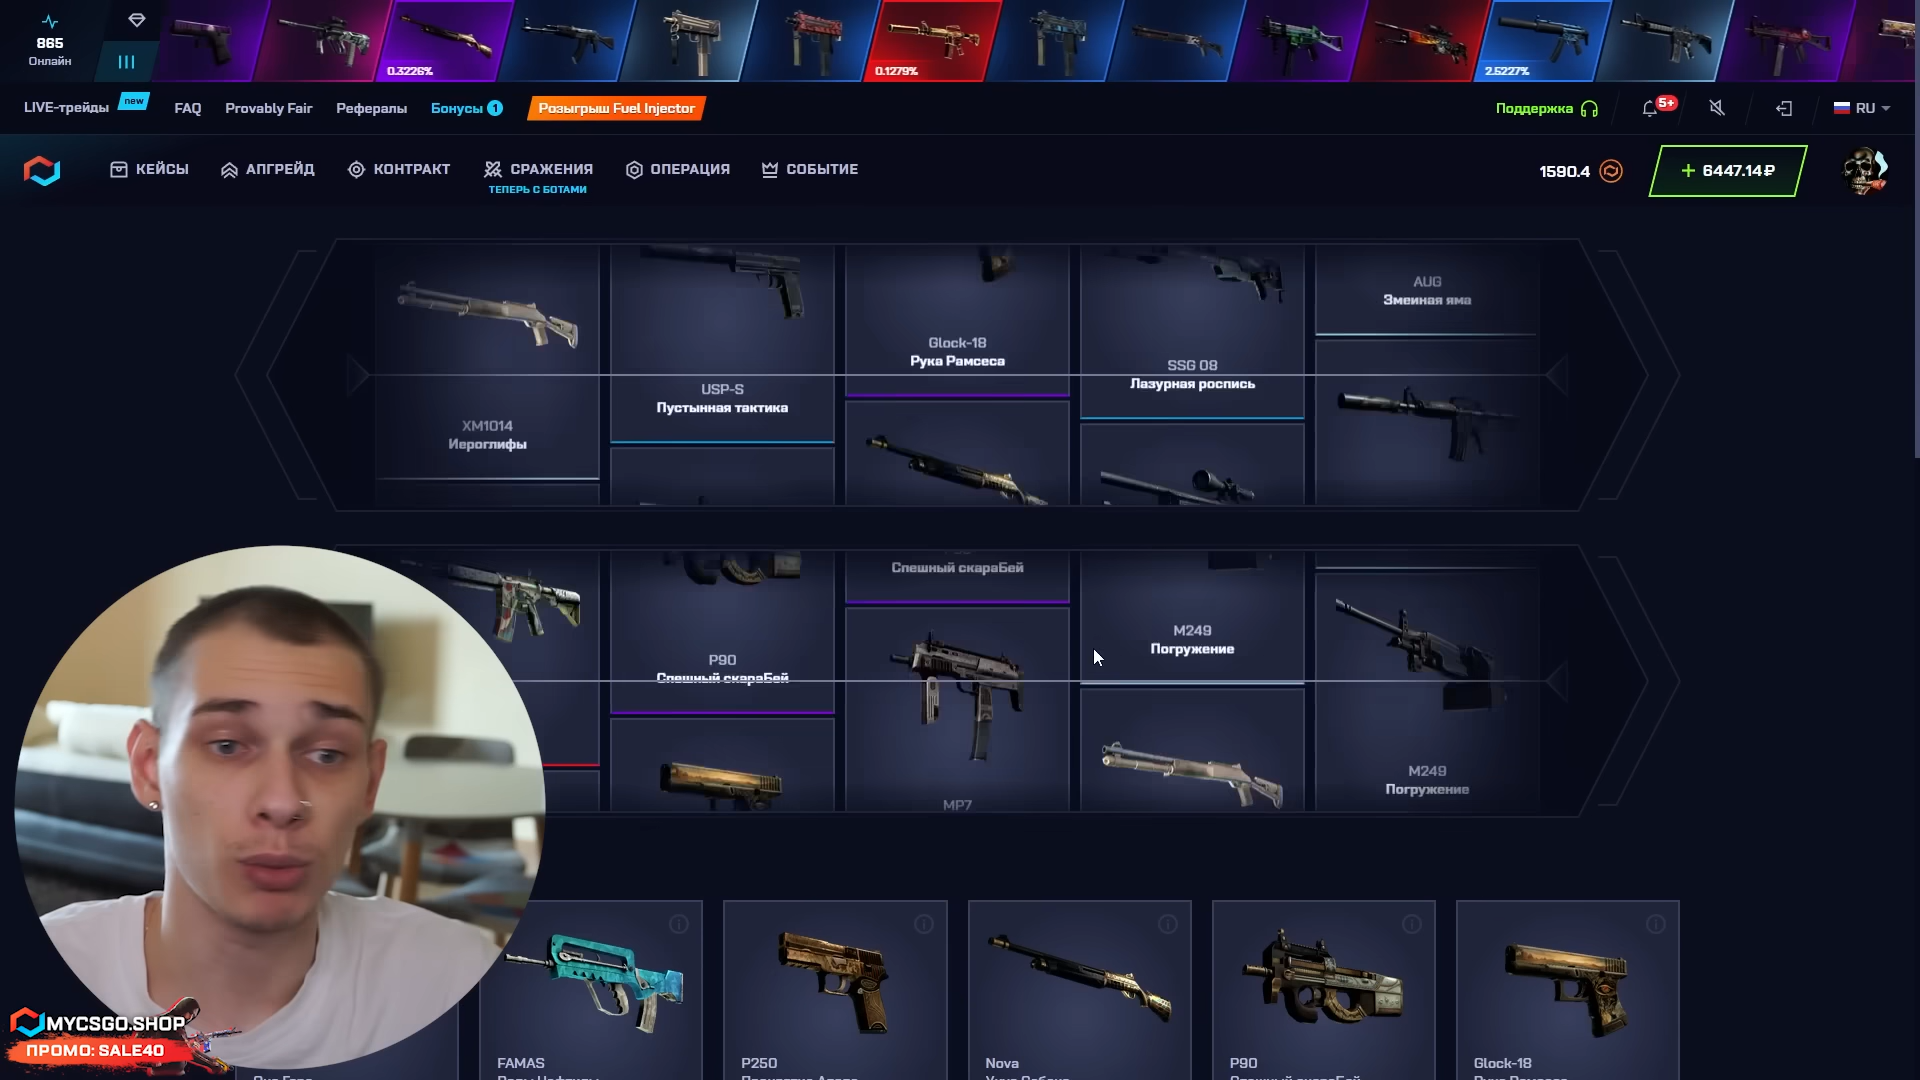 865
Онлайн
0.3226%
0.1279%
2.5227%
LIVE-трейды
new
FAQ
Provably Fair
Рефералы
Бонусы 1
Розыгрыш Fuel Injector
Поддержка
5+
RU
КЕЙСЫ
АПГРЕЙД
КОНТРАКТ
СРАЖЕНИЯ
ТЕПЕРЬ С БОТАМИ
ОПЕРАЦИЯ
СОБЫТИЕ
1590.4
+ 6447.14₽
XM1014
Иероглифы
USP-S
Пустынная тактика
Glock-18
Рука Рамсеса
SSG 08
Лазурная роспись
AUG
Змеиная яма
P90
Спешный скарабей
Спешный скарабей
MP7
M249
Погружение
M249
Погружение
MYCSGO.SHOP
ПРОМО: SALE40
FAMAS
P250
Nova
P90
Glock-18